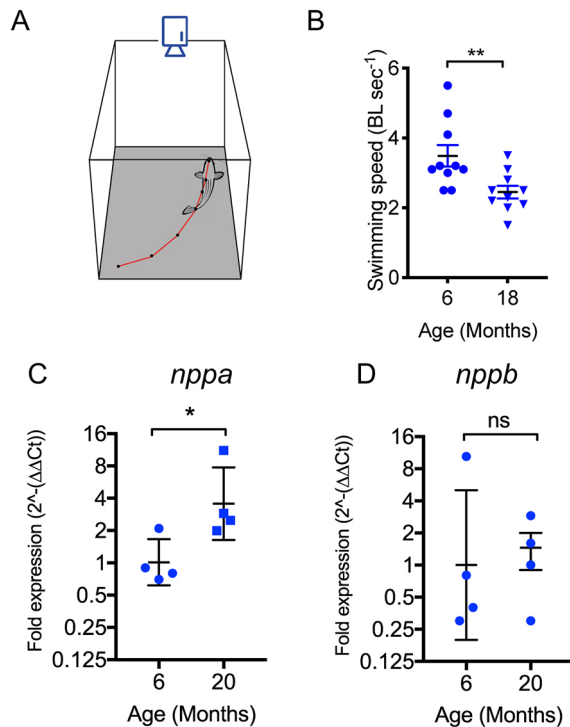 A
B
**
Swimming speed (BL sec⁻¹)
6
4
2
0
6 18
Age (Months)
C
nppa
*
Fold expression (2^-(ΔΔCt))
16
8
4
2
1
0.5
0.25
0.125
6 20
Age (Months)
D
nppb
ns
Fold expression (2^-(ΔΔCt))
16
8
4
2
1
0.5
0.25
0.125
6 20
Age (Months)